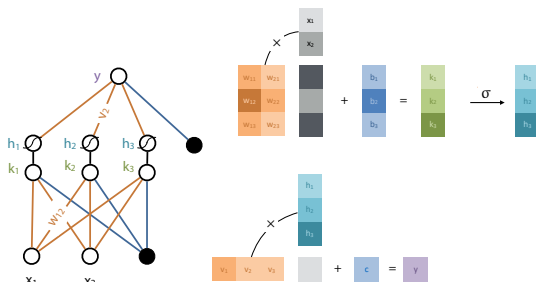 y
v₂
h₁ h₂ h₃
k₁ k₂ k₃
w₁₂
x₁ x₂
x₁
x₂
×
w₁₁ w₂₁ b₁ k₁ h₁
w₁₂ w₂₂ + b₂ = k₂ σ h₂
w₁₃ w₂₃ b₃ k₃ h₃
h₁
h₂
h₃
×
v₁ v₂ v₃ + c = y